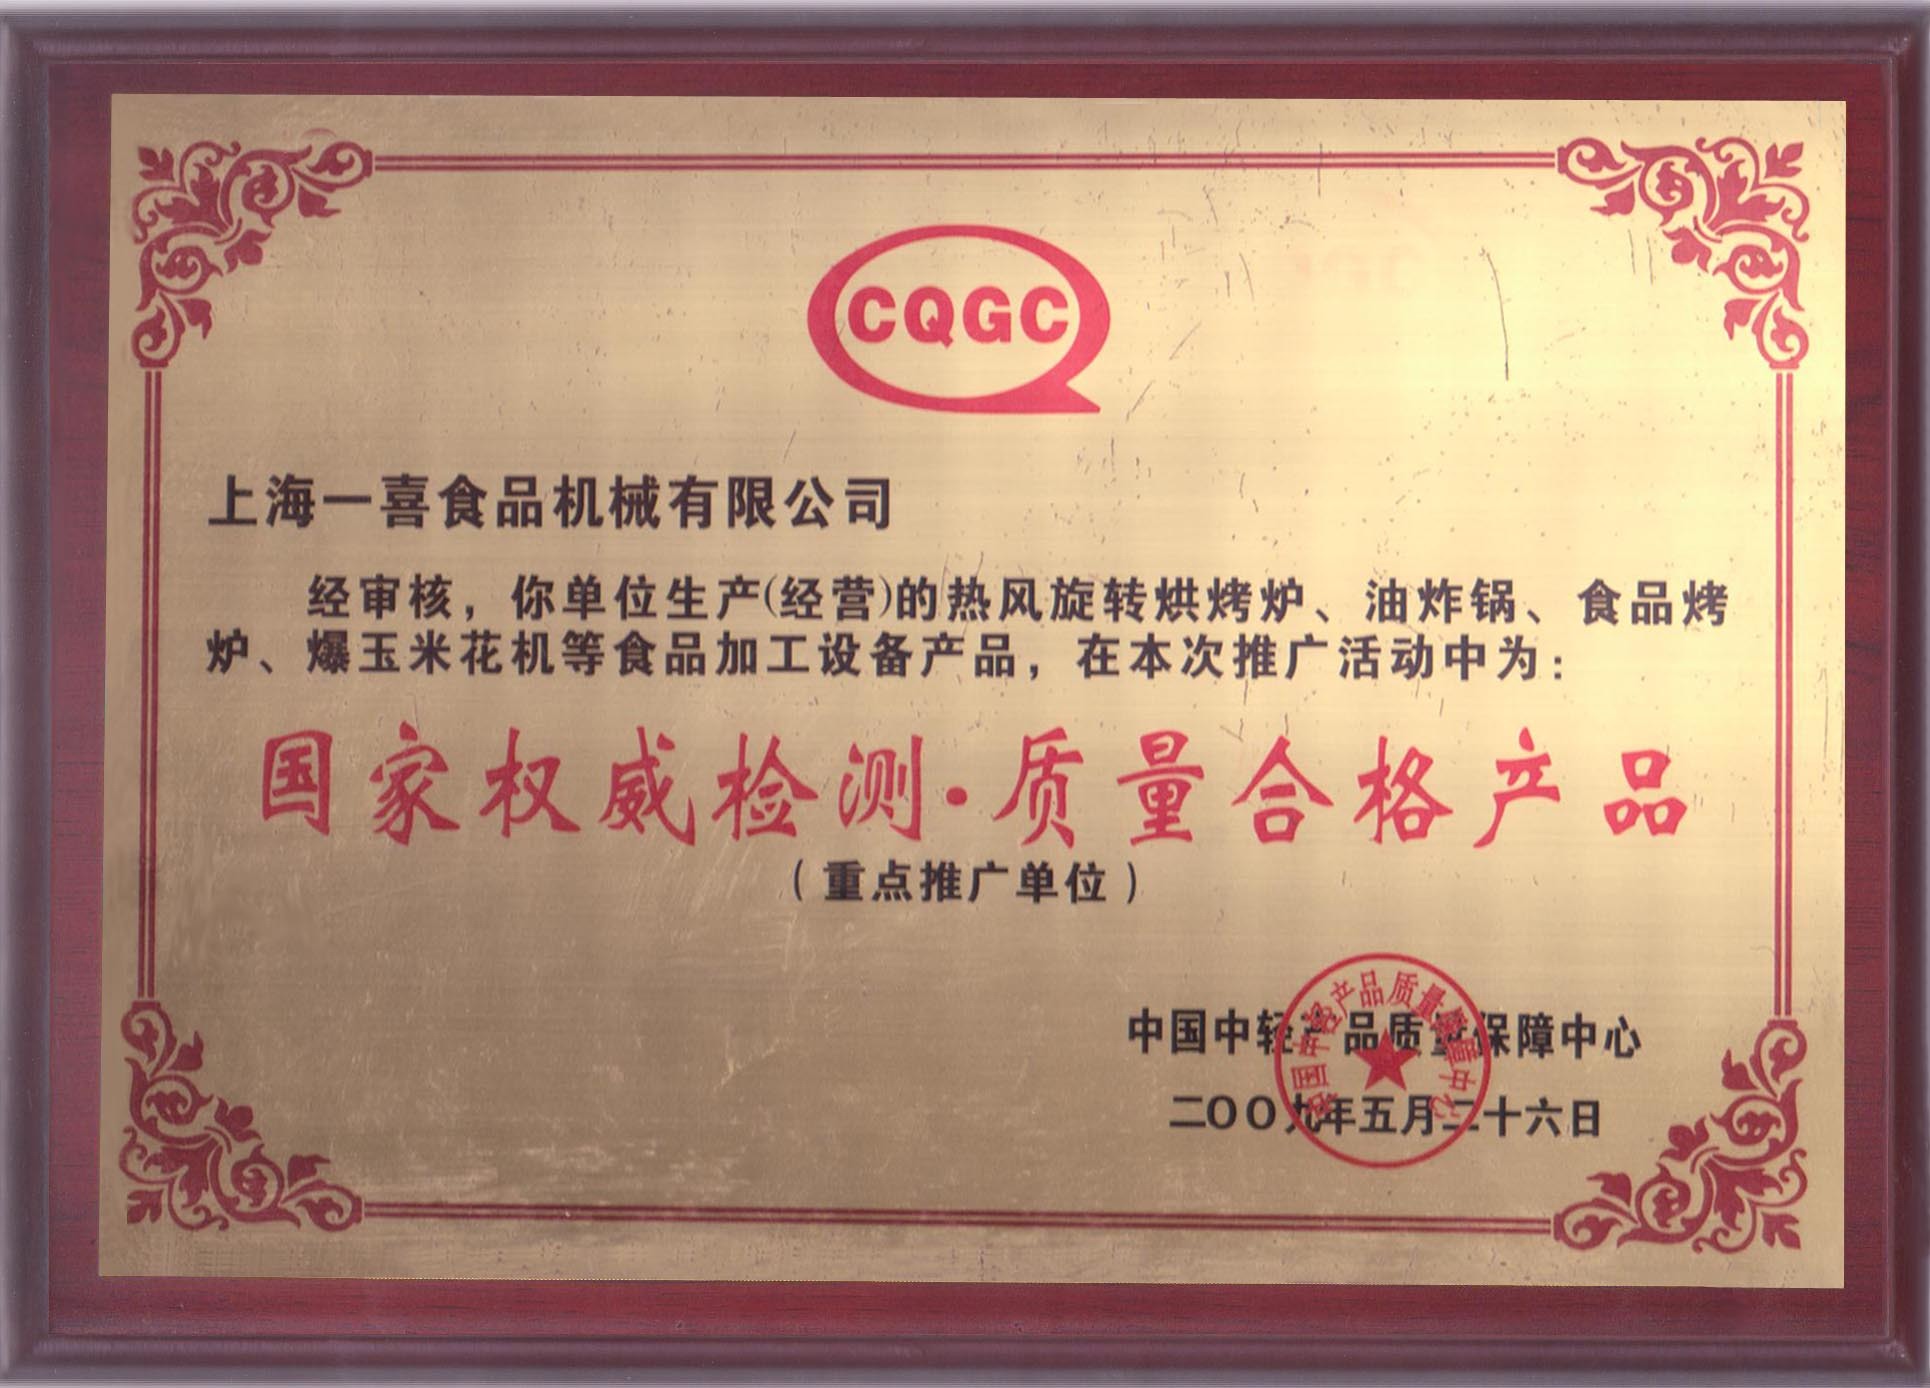 CQGC
上海一喜食品机械有限公司
经审核，你单位生产(经营)的热风旋转烘烤炉、油炸锅、食品烤
炉、爆玉米花机等食品加工设备产品，在本次推广活动中为：
国家权威检测·质量合格产品
（重点推广单位）
中国中轻产品质量保障中心
二〇〇九年五月二十六日